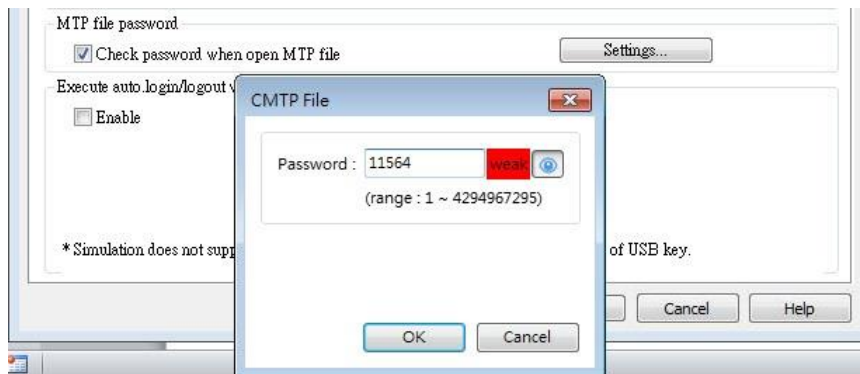 MTP file password
Check password when open MTP file
Settings...
Execute auto.login/logout
Enable
CMTP File
Password :
11564
weak
(range : 1 ~ 4294967295)
* Simulation does not
of USB key.
OK
Cancel
Cancel
Help